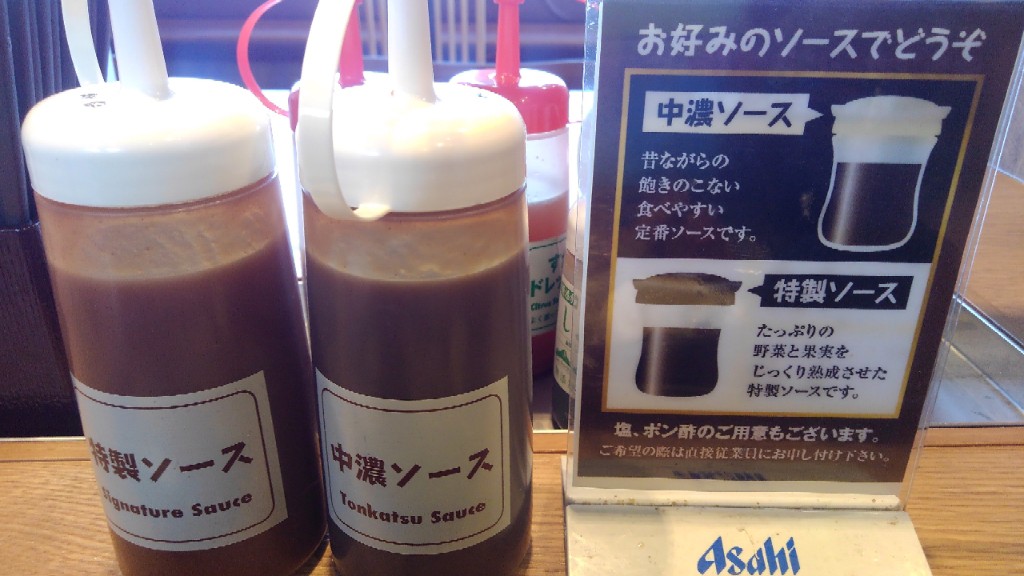 特製ソース
Signature Sauce
中濃ソース
Tonkatsu Sauce
お好みのソースでどうぞ
中濃ソース
昔ながらの
飽きのこない
食べやすい
定番ソースです。
特製ソース
たっぷりの
野菜と果実を
じっくり熟成させた
特製ソースです。
塩、ポン酢のご用意もございます。
ご希望の際は直接従業員にお申し付け下さい。
Asahi